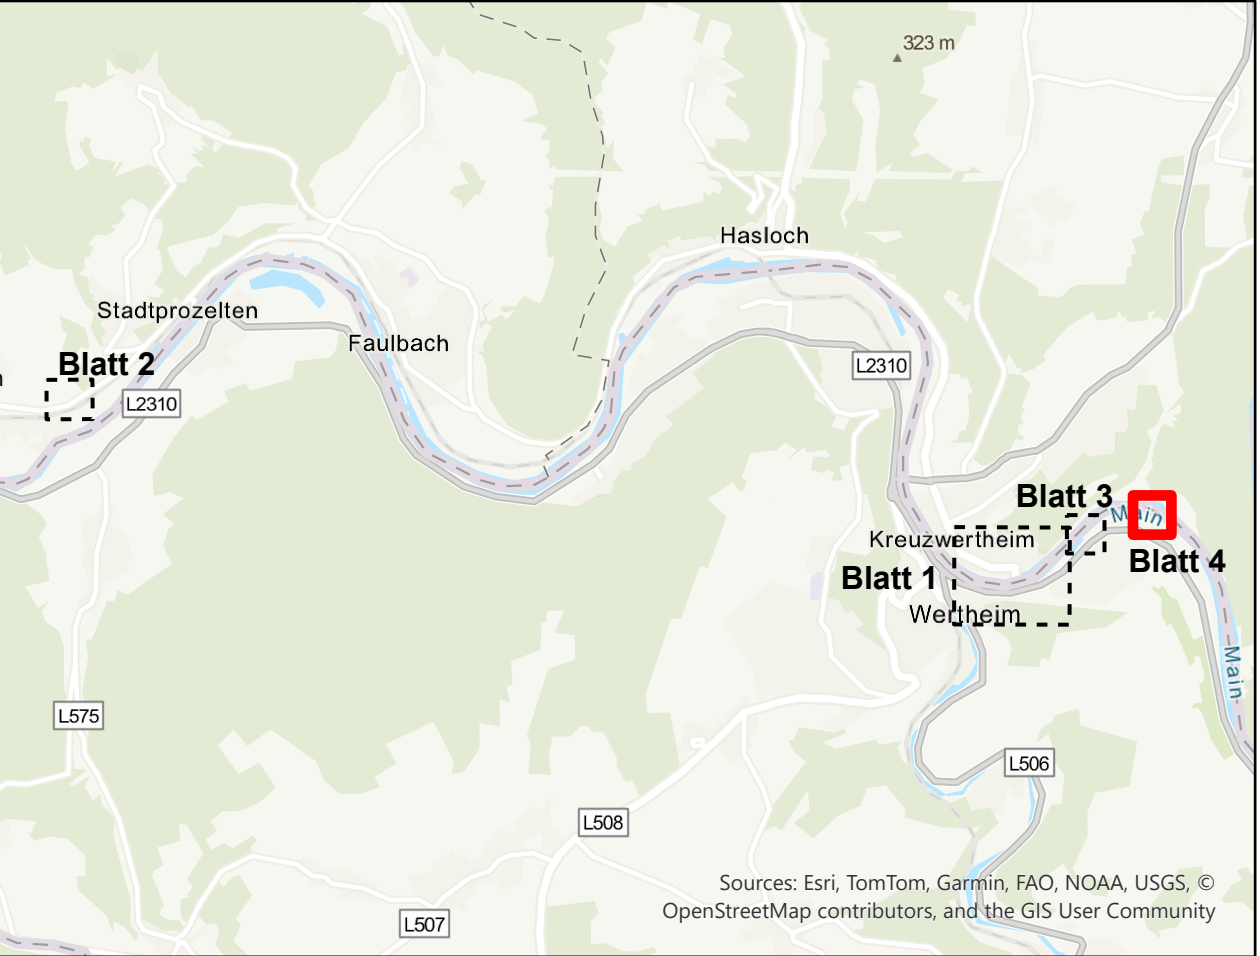 323 m
Hasloch
Stadtprozelten
Faulbach
Blatt 2
L2310
L2310
Blatt 3
Main
Kreuzwertheim
Blatt 4
Blatt 1
Wertheim
Main
L575
L506
L508
Sources: Esri, TomTom, Garmin, FAO, NOAA, USGS, ©
OpenStreetMap contributors, and the GIS User Community
L507